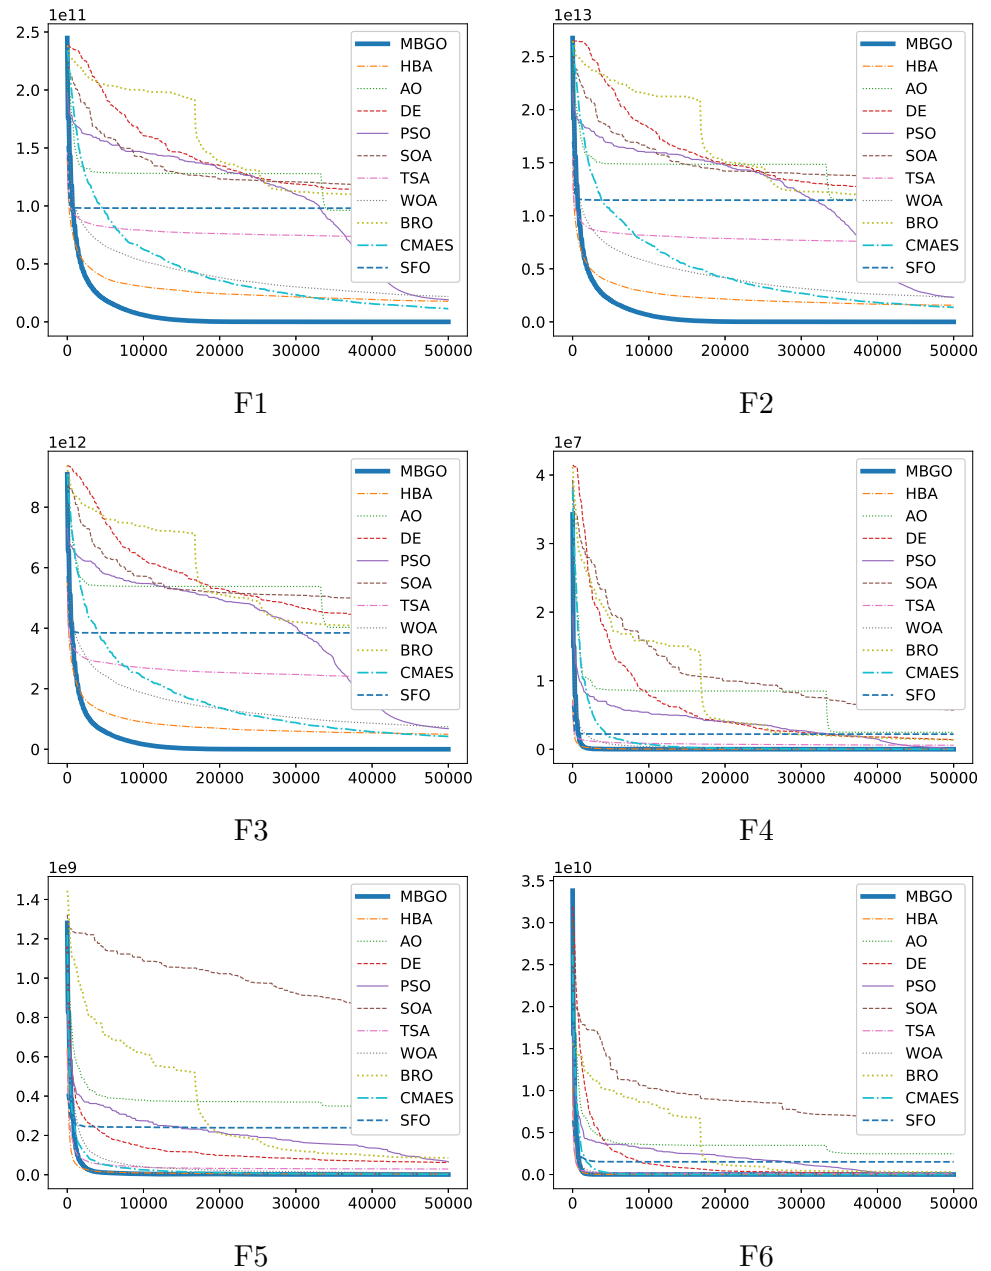 1e11
2.5
2.0
1.5
1.0
0.5
0.0
0 10000 20000 30000 40000 50000
MBGO
HBA
AO
DE
PSO
SOA
TSA
WOA
BRO
CMAES
SFO
F1
1e13
2.5
2.0
1.5
1.0
0.5
0.0
0 10000 20000 30000 40000 50000
MBGO
HBA
AO
DE
PSO
SOA
TSA
WOA
BRO
CMAES
SFO
F2
1e12
8
6
4
2
0
0 10000 20000 30000 40000 50000
MBGO
HBA
AO
DE
PSO
SOA
TSA
WOA
BRO
CMAES
SFO
F3
1e7
4
3
2
1
0
0 10000 20000 30000 40000 50000
MBGO
HBA
AO
DE
PSO
SOA
TSA
WOA
BRO
CMAES
SFO
F4
1e9
1.4
1.2
1.0
0.8
0.6
0.4
0.2
0.0
0 10000 20000 30000 40000 50000
MBGO
HBA
AO
DE
PSO
SOA
TSA
WOA
BRO
CMAES
SFO
F5
1e10
3.5
3.0
2.5
2.0
1.5
1.0
0.5
0.0
0 10000 20000 30000 40000 50000
MBGO
HBA
AO
DE
PSO
SOA
TSA
WOA
BRO
CMAES
SFO
F6